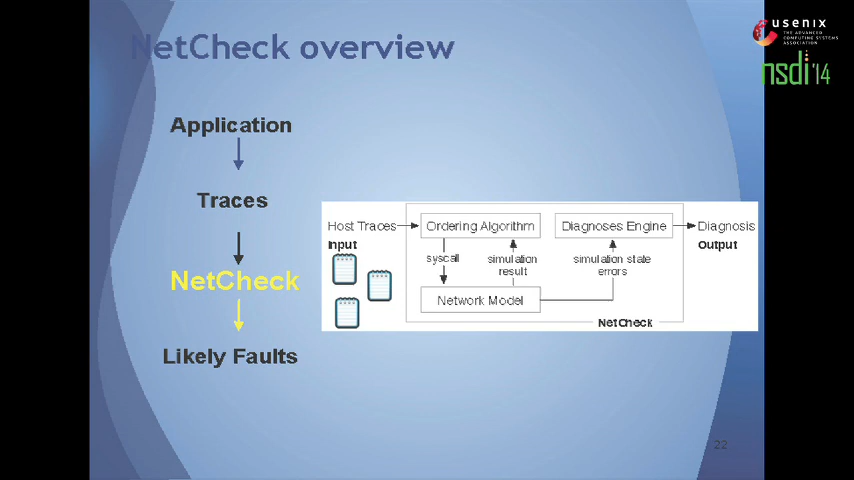 NetCheck overview
usenix
THE ADVANCED
COMPUTING SYSTEMS
ASSOCIATION
nsdi '14
Application
Traces
NetCheck
Likely Faults
Host Traces
Input
Ordering Algorithm
Diagnoses Engine
Diagnosis
Output
syscall
simulation
result
simulation state
errors
Network Model
NetCheck
22